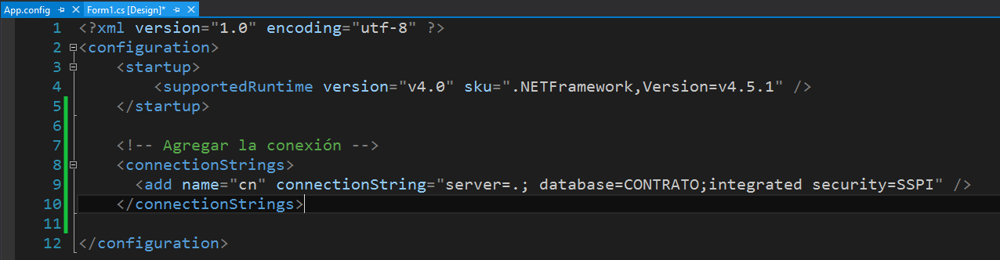 App.config Form1.cs [Design]*
1 <?xml version="1.0" encoding="utf-8" ?>
2 <configuration>
3     <startup>
4         <supportedRuntime version="v4.0" sku=".NETFramework,Version=v4.5.1" />
5     </startup>
6
7     <!-- Agregar la conexión -->
8     <connectionStrings>
9       <add name="cn" connectionString="server=.; database=CONTRATO;integrated security=SSPI" />
10     </connectionStrings>
11
12 </configuration>